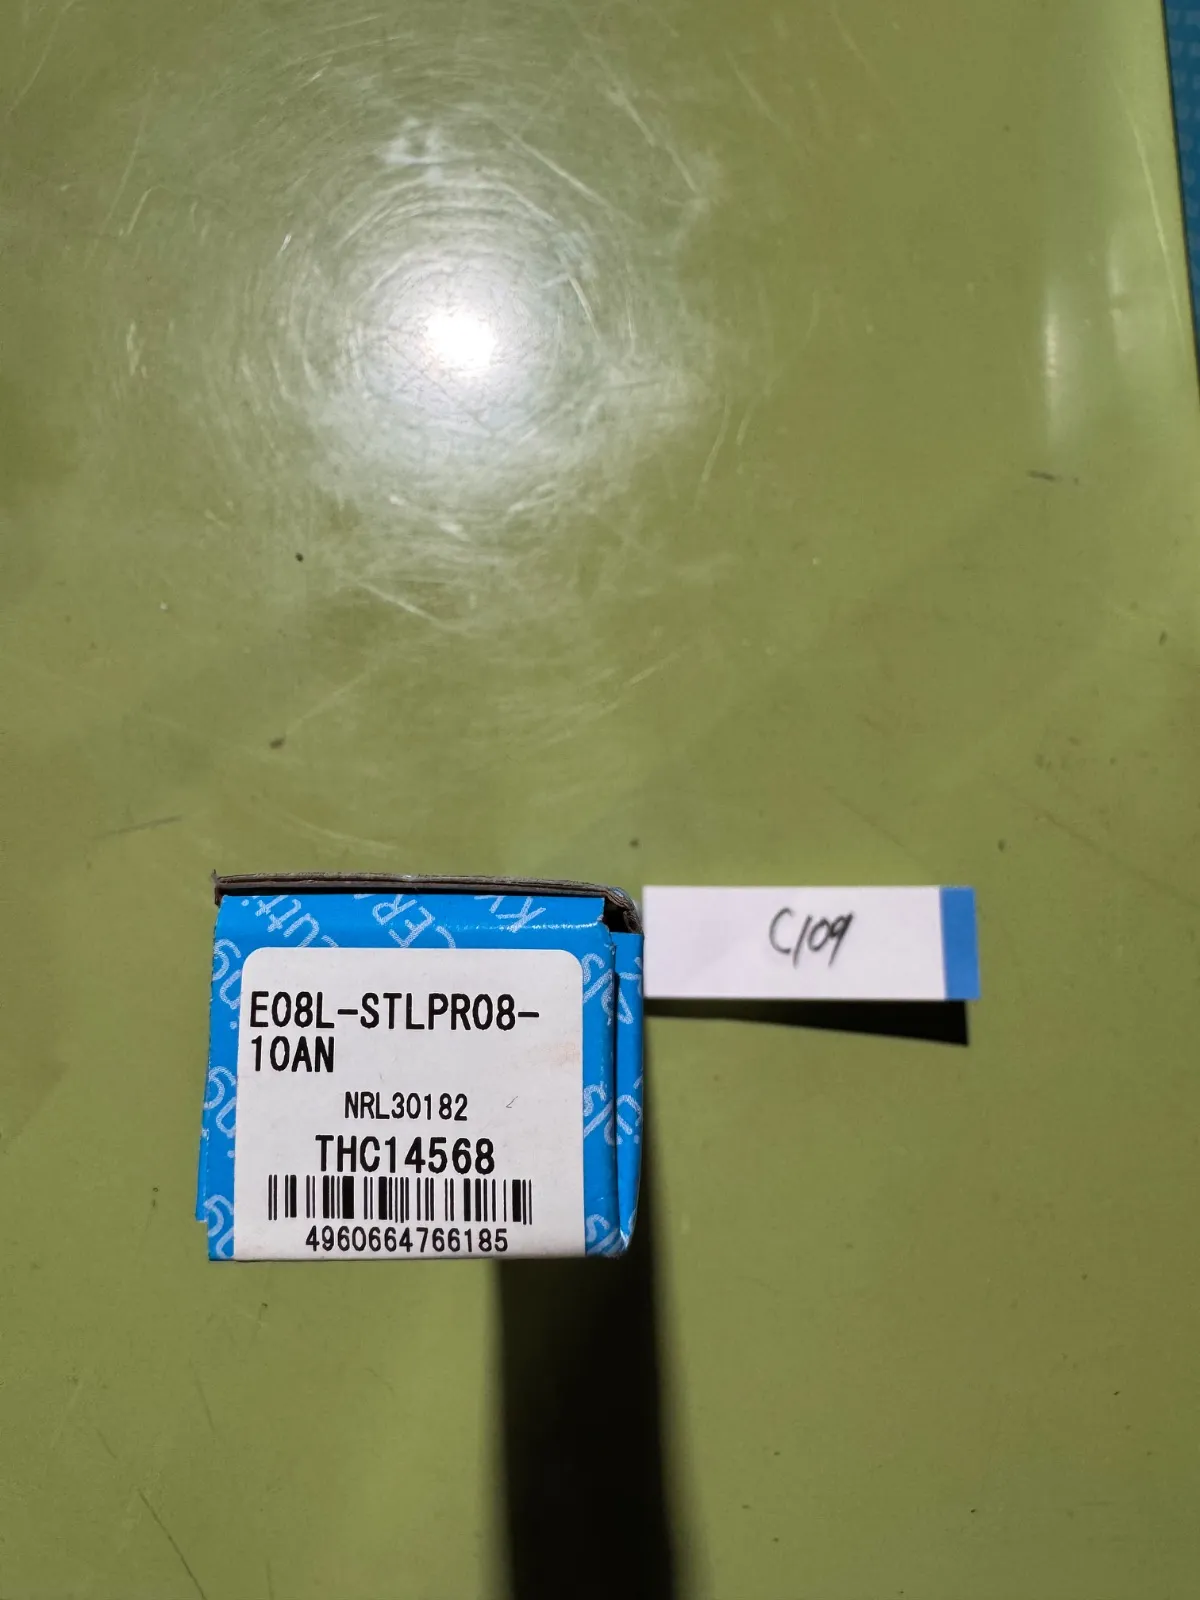 E08L-STLPR08-
10AN
NRL30182
THC14568
4960664766185
C109